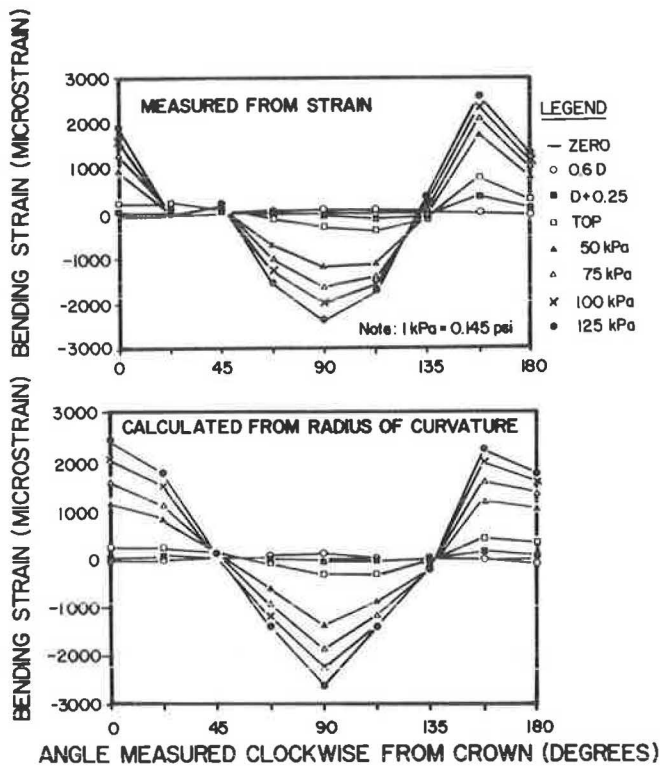 BENDING STRAIN (MICROSTRAIN)
3000
2000
1000
0
-1000
-2000
-3000
MEASURED FROM STRAIN
Note: 1 kPa = 0.145 psi
0 45 90 135 180
LEGEND
ZERO
0.6 D
D+0.25
TOP
50 kPa
75 kPa
100 kPa
125 kPa
BENDING STRAIN (MICROSTRAIN)
3000
2000
1000
0
-1000
-2000
-3000
CALCULATED FROM RADIUS OF CURVATURE
0 45 90 135 180
ANGLE MEASURED CLOCKWISE FROM CROWN (DEGREES)